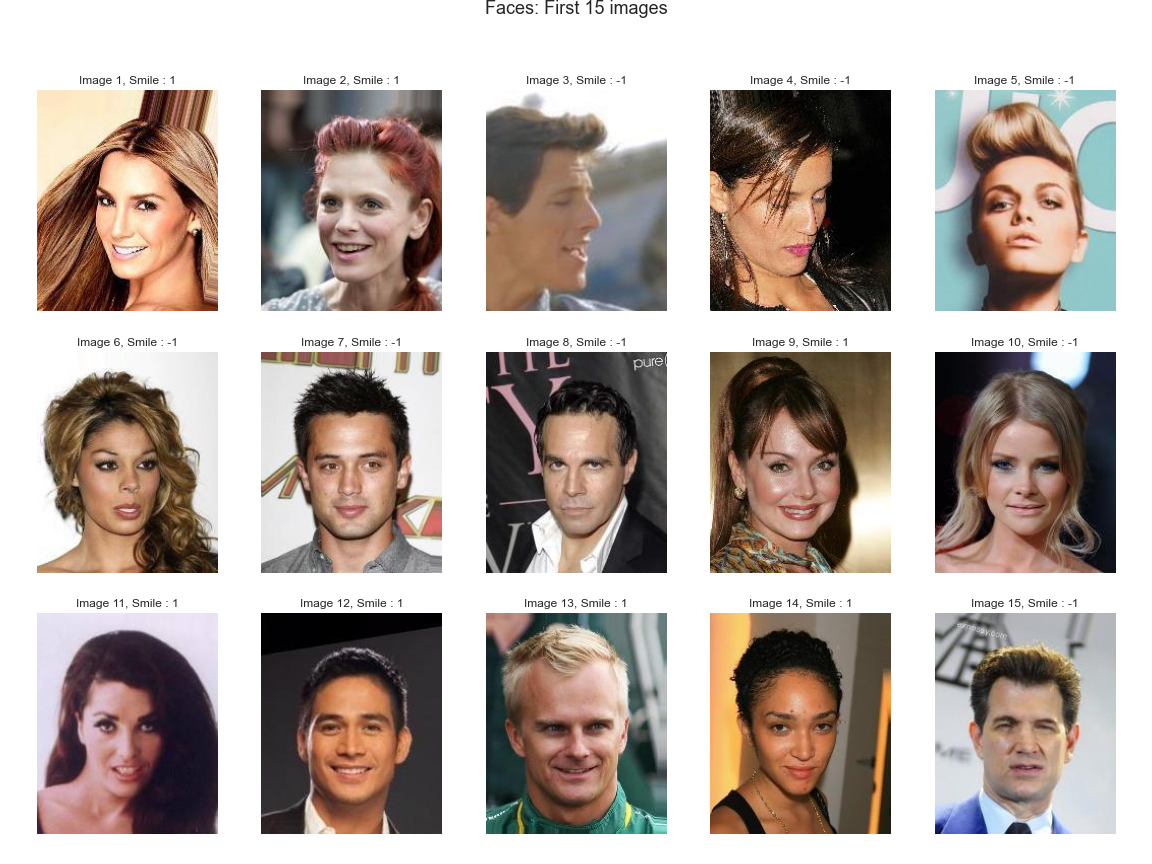 Faces: First 15 images
Image 1, Smile : 1
Image 2, Smile : 1
Image 3, Smile : -1
Image 4, Smile : -1
Image 5, Smile : -1
Image 6, Smile : -1
Image 7, Smile : -1
Image 8, Smile : -1
pure
Image 9, Smile : 1
Image 10, Smile : -1
Image 11, Smile : 1
Image 12, Smile : 1
Image 13, Smile : 1
Image 14, Smile : 1
Image 15, Smile : -1